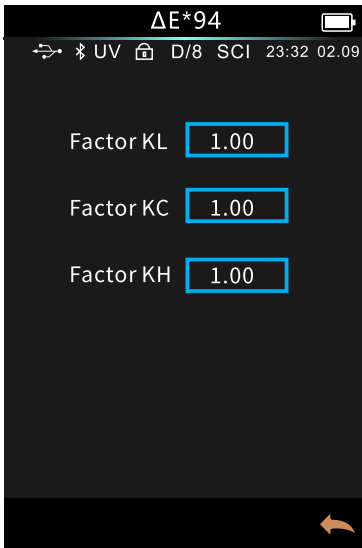 ΔE*94
UV D/8 SCI 23:32 02.09
Factor KL 1.00
Factor KC 1.00
Factor KH 1.00